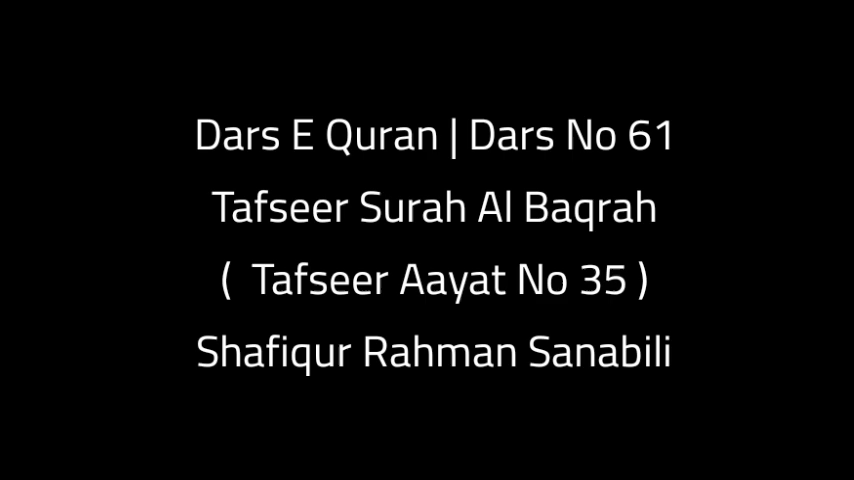 Dars E Quran | Dars No 61
Tafseer Surah Al Baqrah
( Tafseer Aayat No 35 )
Shafiqur Rahman Sanabili